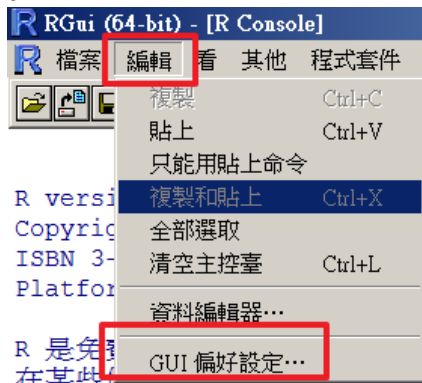 RGui (64-bit) - [R Console]
檔案 編輯 看 其他 程式套件
複製 Ctrl+C
貼上 Ctrl+V
只能用貼上命令
複製和貼上 Ctrl+X
全部選取
清空主控臺 Ctrl+L
資料編輯器…
GUI 偏好設定…
R versi
Copyrig
ISBN 3-
Platfor
R 是免
在某此